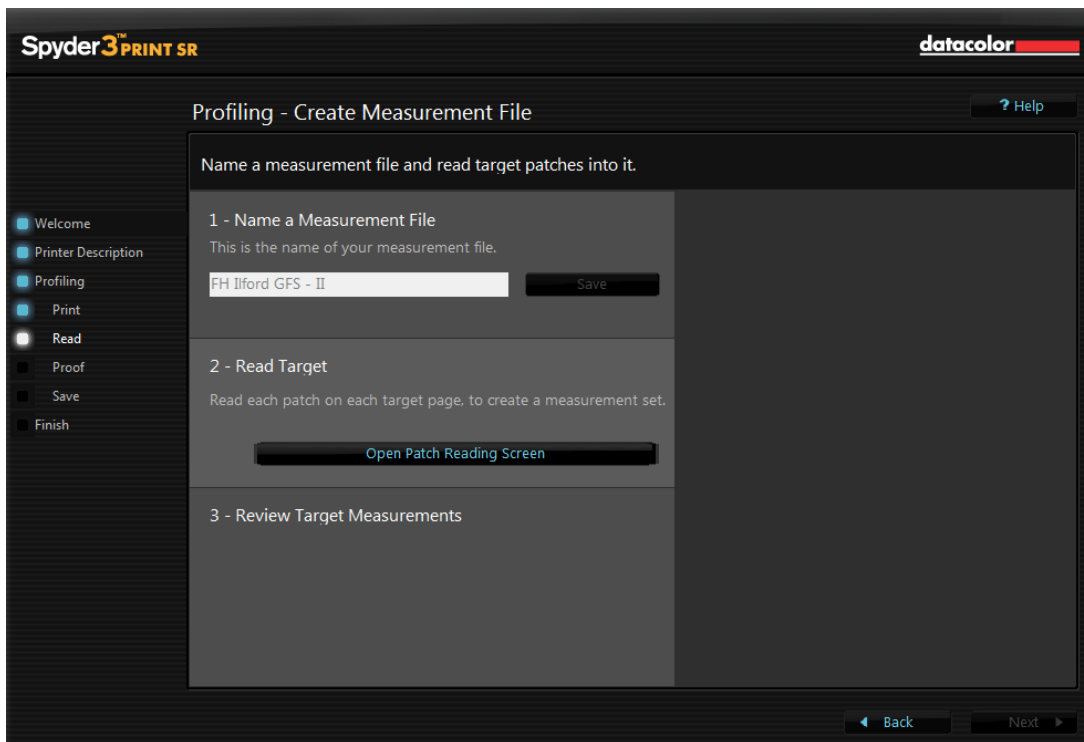 Spyder3™PRINT SR
datacolor
Profiling - Create Measurement File
? Help
Name a measurement file and read target patches into it.
Welcome
Printer Description
Profiling
Print
Read
Proof
Save
Finish
1 - Name a Measurement File
This is the name of your measurement file.
FH Ilford GFS - II
Save
2 - Read Target
Read each patch on each target page, to create a measurement set.
Open Patch Reading Screen
3 - Review Target Measurements
Back
Next